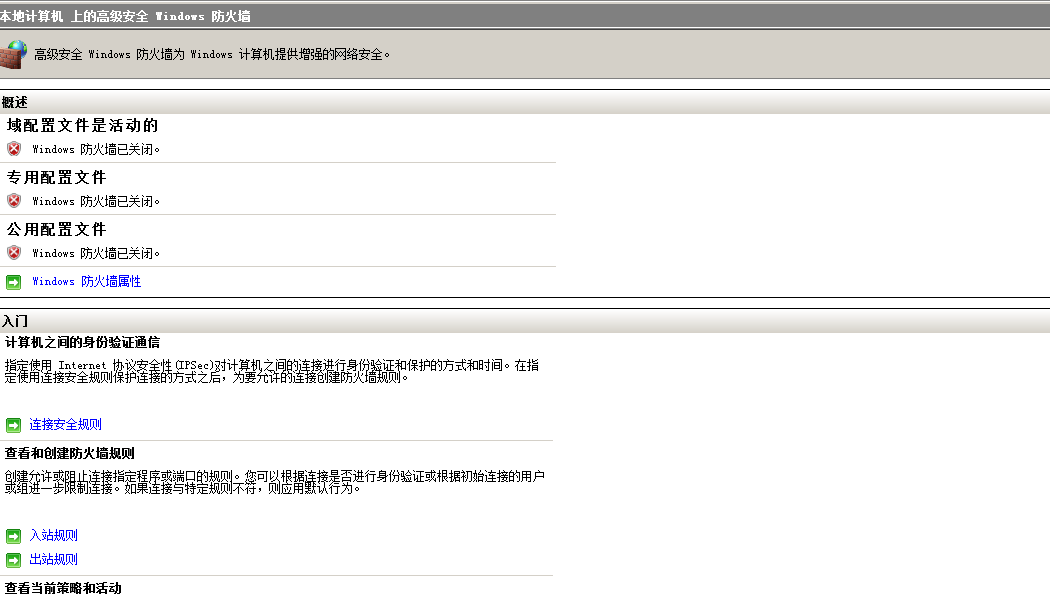 本地计算机 上的高级安全 Windows 防火墙
高级安全 Windows 防火墙为 Windows 计算机提供增强的网络安全。
概述
域配置文件是活动的
Windows 防火墙已关闭。
专用配置文件
Windows 防火墙已关闭。
公用配置文件
Windows 防火墙已关闭。
Windows 防火墙属性
入门
计算机之间的身份验证通信
指定使用 Internet 协议安全性(IPSec)对计算机之间的连接进行身份验证和保护的方式和时间。在指
定使用连接安全规则保护连接的方式之后，为要允许的连接创建防火墙规则。
连接安全规则
查看和创建防火墙规则
创建允许或阻止连接指定程序或端口的规则。您可以根据连接是否进行身份验证或根据初始连接的用户
或组进一步限制连接。如果连接与特定规则不符，则应用默认行为。
入站规则
出站规则
查看当前策略和活动